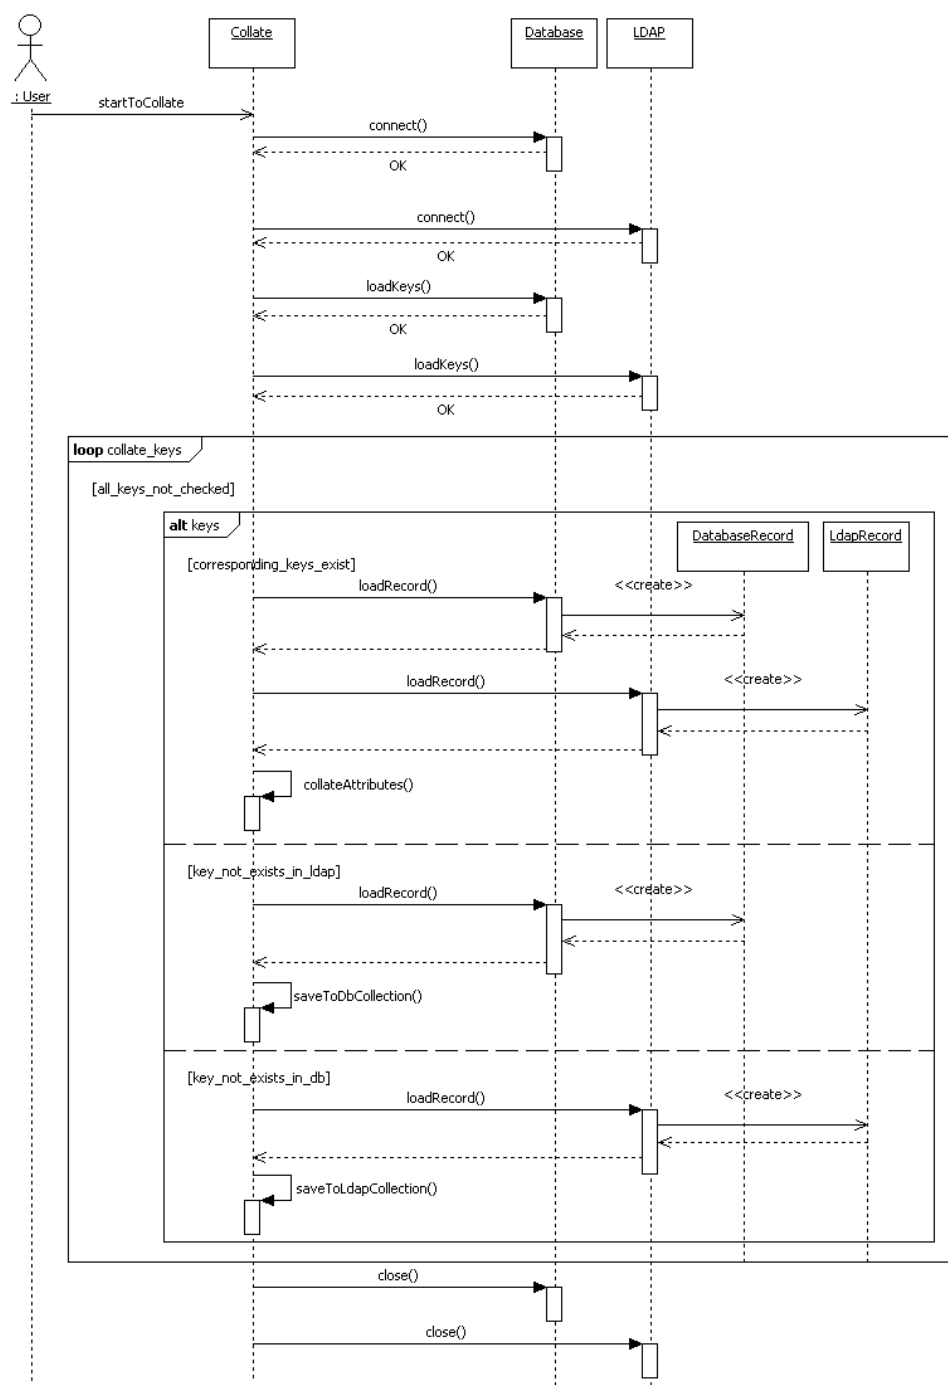 Collate
Database
LDAP
: User
startToCollate
connect()
OK
connect()
OK
loadKeys()
OK
loadKeys()
OK
loop collate_keys
[all_keys_not_checked]
alt keys
DatabaseRecord
LdapRecord
[corresponding_keys_exist]
loadRecord()
<<create>>
loadRecord()
<<create>>
collateAttributes()
[key_not_exists_in_ldap]
loadRecord()
<<create>>
saveToDbCollection()
[key_not_exists_in_db]
loadRecord()
<<create>>
saveToLdapCollection()
close()
close()